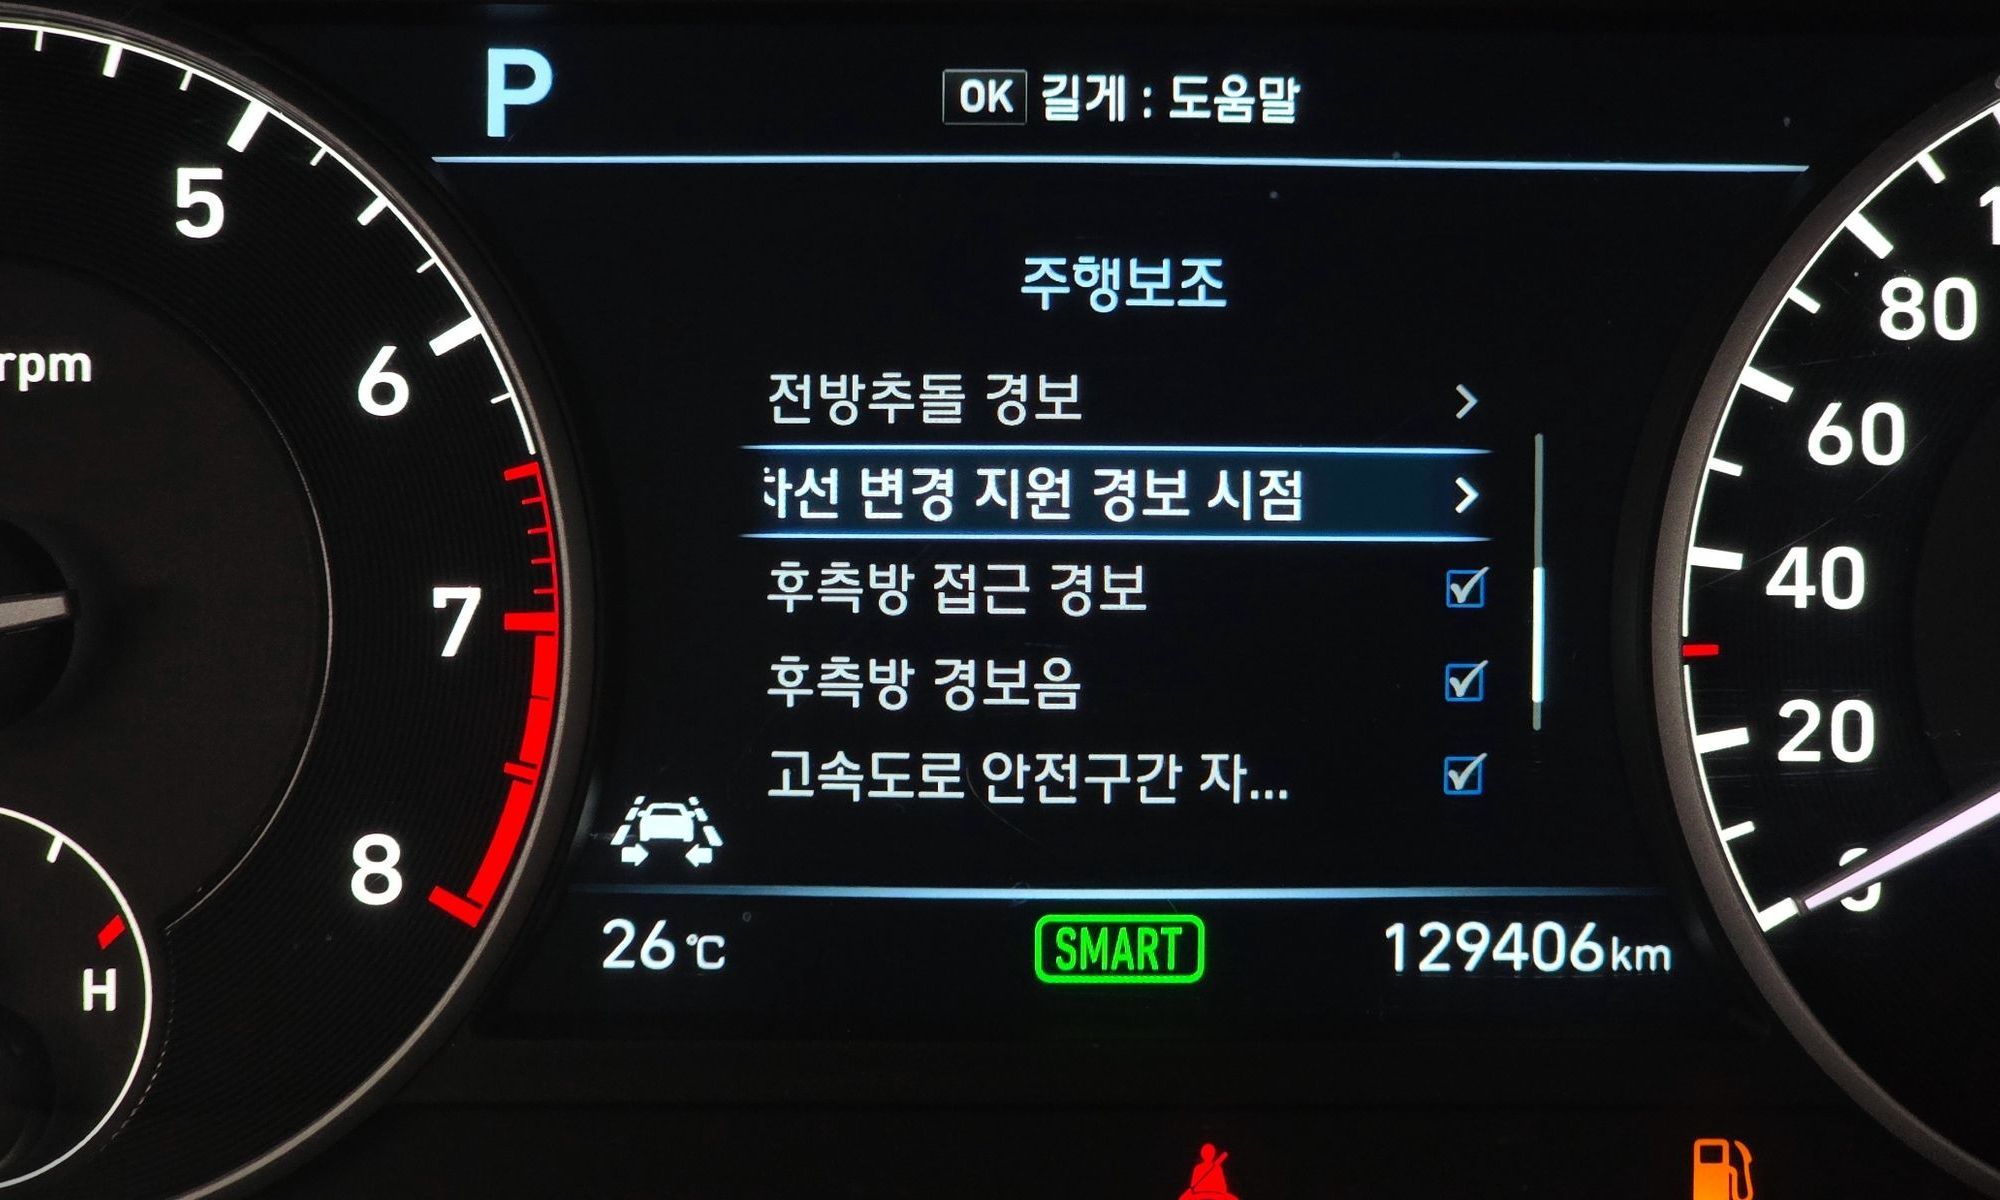 P
OK 길게 : 도움말
주행보조
전방추돌 경보
차선 변경 지원 경보 시점
후측방 접근 경보
후측방 경보음
고속도로 안전구간 자...
26 °C
SMART
129406km
5
6
7
8
rpm
H
80
60
40
20
0